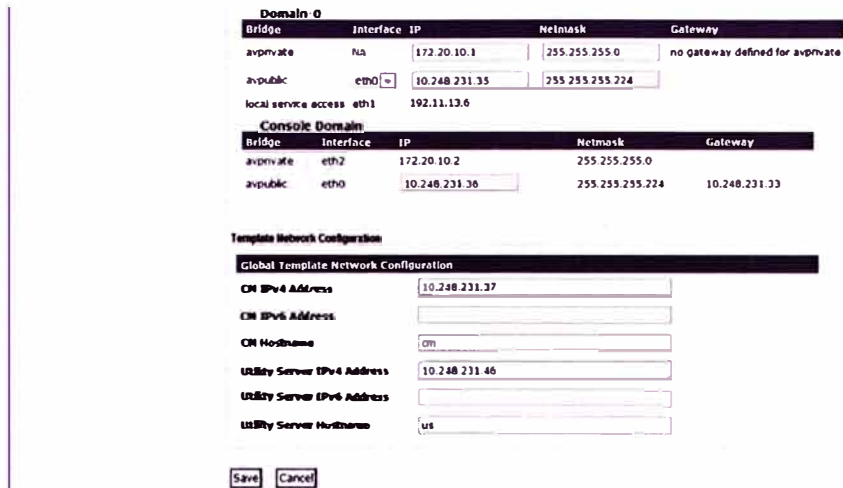 Domain-0
Bridge Interface IP Netmask Gateway
avprivate NA 172.20.10.1 255.255.255.0 no gateway defined for avprivate
avpublic eth0 10.248.231.35 255.255.255.224
local service access eth1 192.11.13.6
Console Domain
Bridge Interface IP Netmask Gateway
avprivate eth2 172.20.10.2 255.255.255.0
avpublic eth0 10.248.231.36 255.255.255.224 10.248.231.33
Template Network Configuration
Global Template Network Configuration
CM IPv4 Address 10.248.231.37
CM IPv6 Address
CM Hostname cm
Utility Server IPv4 Address 10.248.231.46
Utility Server IPv6 Address
Utility Server Hostname us
Save Cancel